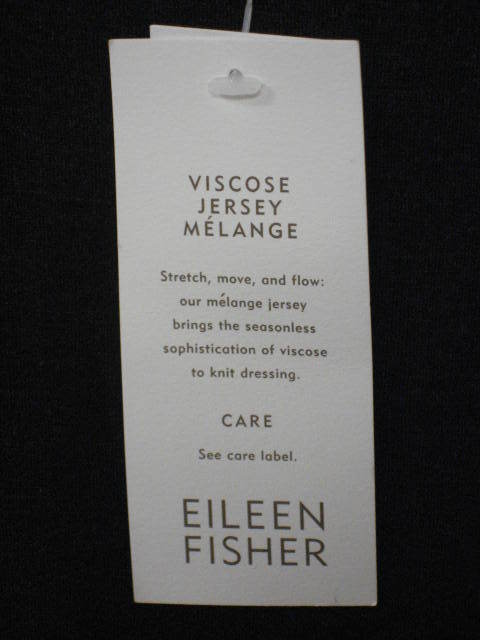 VISCOSE
JERSEY
MÉLANGE
Stretch, move, and flow:
our mélange jersey
brings the seasonless
sophistication of viscose
to knit dressing.
CARE
See care label.
EILEEN
FISHER